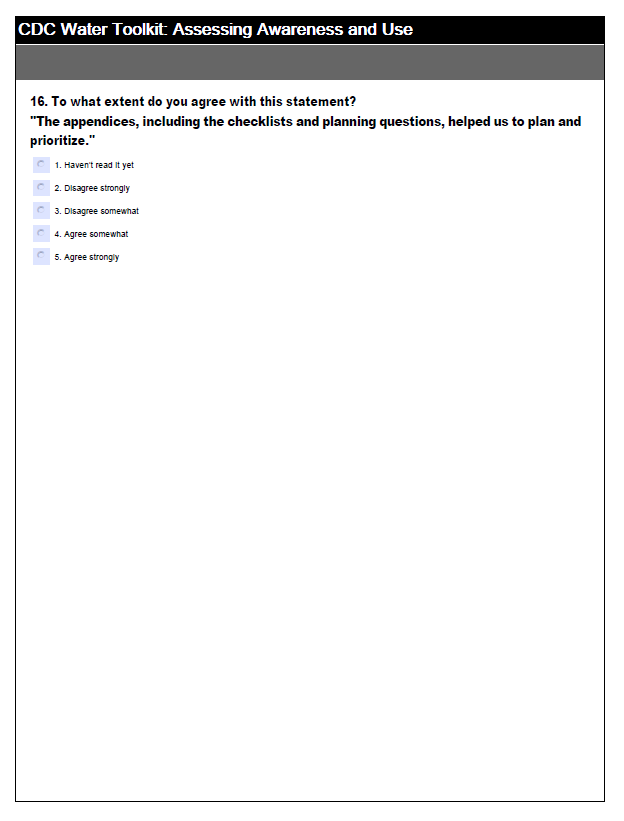 CDC Water Toolkit: Assessing Awareness and Use
16. To what extent do you agree with this statement?
"The appendices, including the checklists and planning questions, helped us to plan and
prioritize."
1. Haven't read it yet
2. Disagree strongly
3. Disagree somewhat
4. Agree somewhat
5. Agree strongly